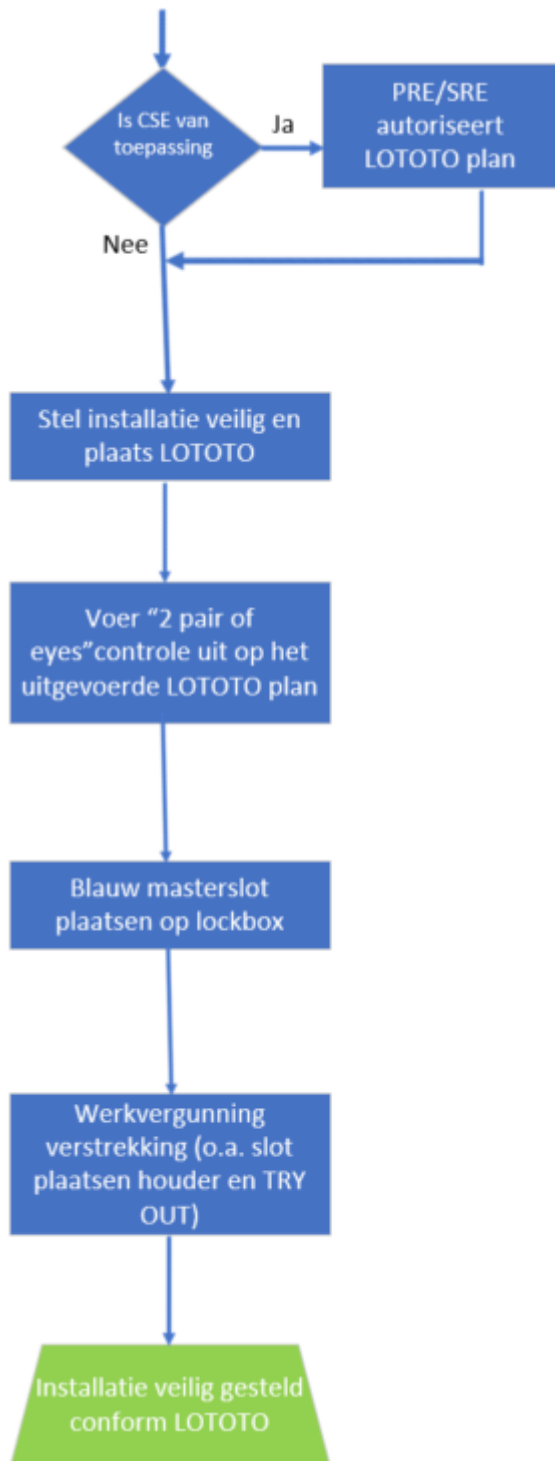 Is CSE van
toepassing
Ja
PRE/SRE
autoriseert
LOTOTO plan
Nee
Stel installatie veilig en
plaats LOTOTO
Voer “2 pair of
eyes”controle uit op het
uitgevoerde LOTOTO plan
Blauw masterslot
plaatsen op lockbox
Werkvergunning
verstrekking (o.a. slot
plaatsen houder en TRY
OUT)
Installatie veilig gesteld
conform LOTOTO